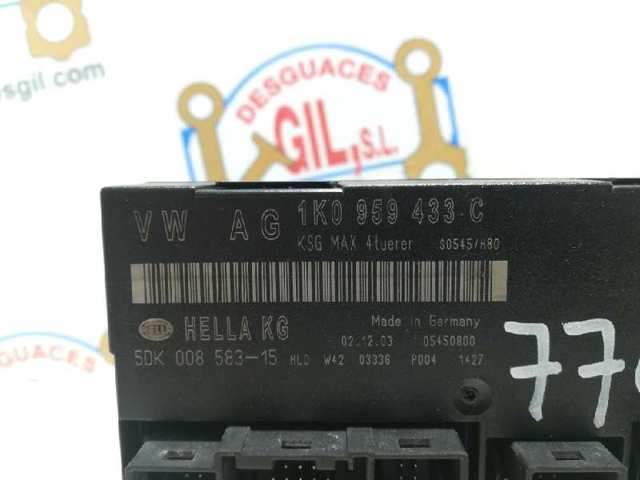 sgil.com
DESGUACES
GIL, S.L.
VW AG 1K0 959 433 C
KSG MAX 4tuerer S0545/H80
HELLA
HELLA KG Made in Germany
02.12.03 05450800
5DK 008 583-15 HLO W42 03336 P004 1427
77